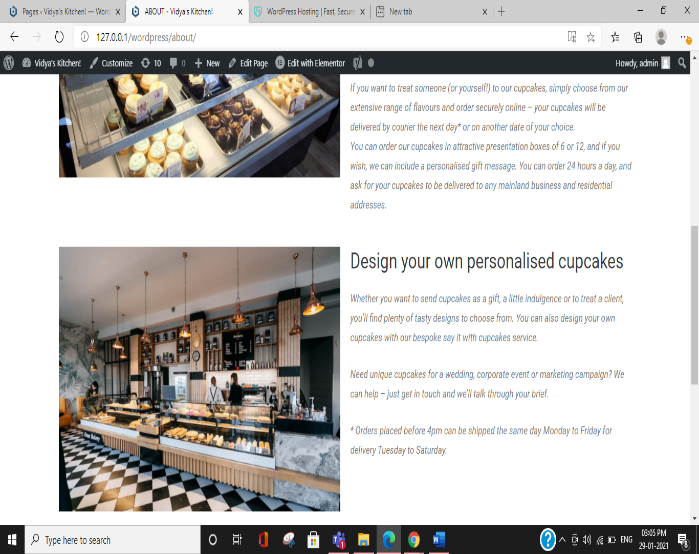 Pages ‹ Vidya's Kitchen! — Word
ABOUT - Vidya's Kitchen!
WordPress Hosting | Fast, Secure
New tab
127.0.0.1/wordpress/about/
Vidya's Kitchen!
Customize
10
0
New
Edit Page
Edit with Elementor
Howdy, admin
If you want to treat someone (or yourself!) to our cupcakes, simply choose from our
extensive range of flavours and order securely online – your cupcakes will be
delivered by courier the next day* or on another date of your choice.
You can order our cupcakes in attractive presentation boxes of 6 or 12, and if you
wish, we can include a personalised gift message. You can order 24 hours a day, and
ask for your cupcakes to be delivered to any mainland business and residential
addresses.
Design your own personalised cupcakes
Whether you want to send cupcakes as a gift, a little indulgence or to treat a client,
you'll find plenty of tasty designs to choose from. You can also design your own
cupcakes with our bespoke say it with cupcakes service.
Need unique cupcakes for a wedding, corporate event or marketing campaign? We
can help – just get in touch and we'll talk through your brief.
* Orders placed before 4pm can be shipped the same day Monday to Friday for
delivery Tuesday to Saturday.
Type here to search
ENG
03:05 PM
29-01-2021